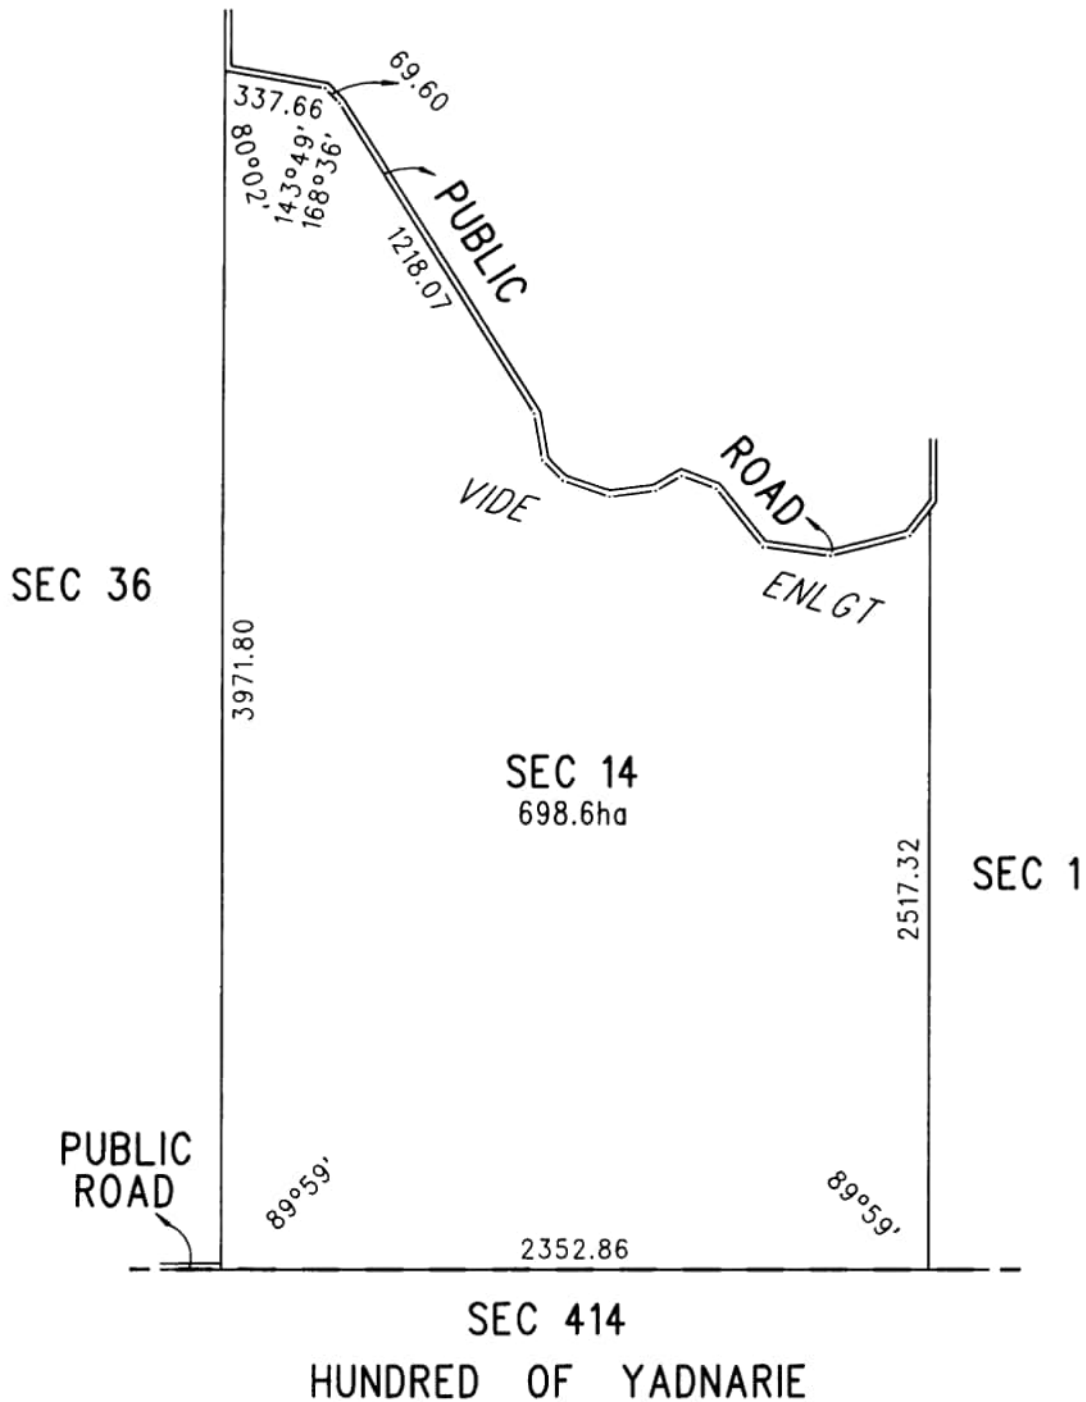 69.60
337.66
80°02'
143°49'
168°36'
PUBLIC
1218.07
ROAD
VIDE
ENLGT
SEC 36
3971.80
SEC 14
698.6ha
2517.32
SEC 1
PUBLIC
ROAD
89°59'
89°59'
2352.86
SEC 414
HUNDRED OF YADNARIE